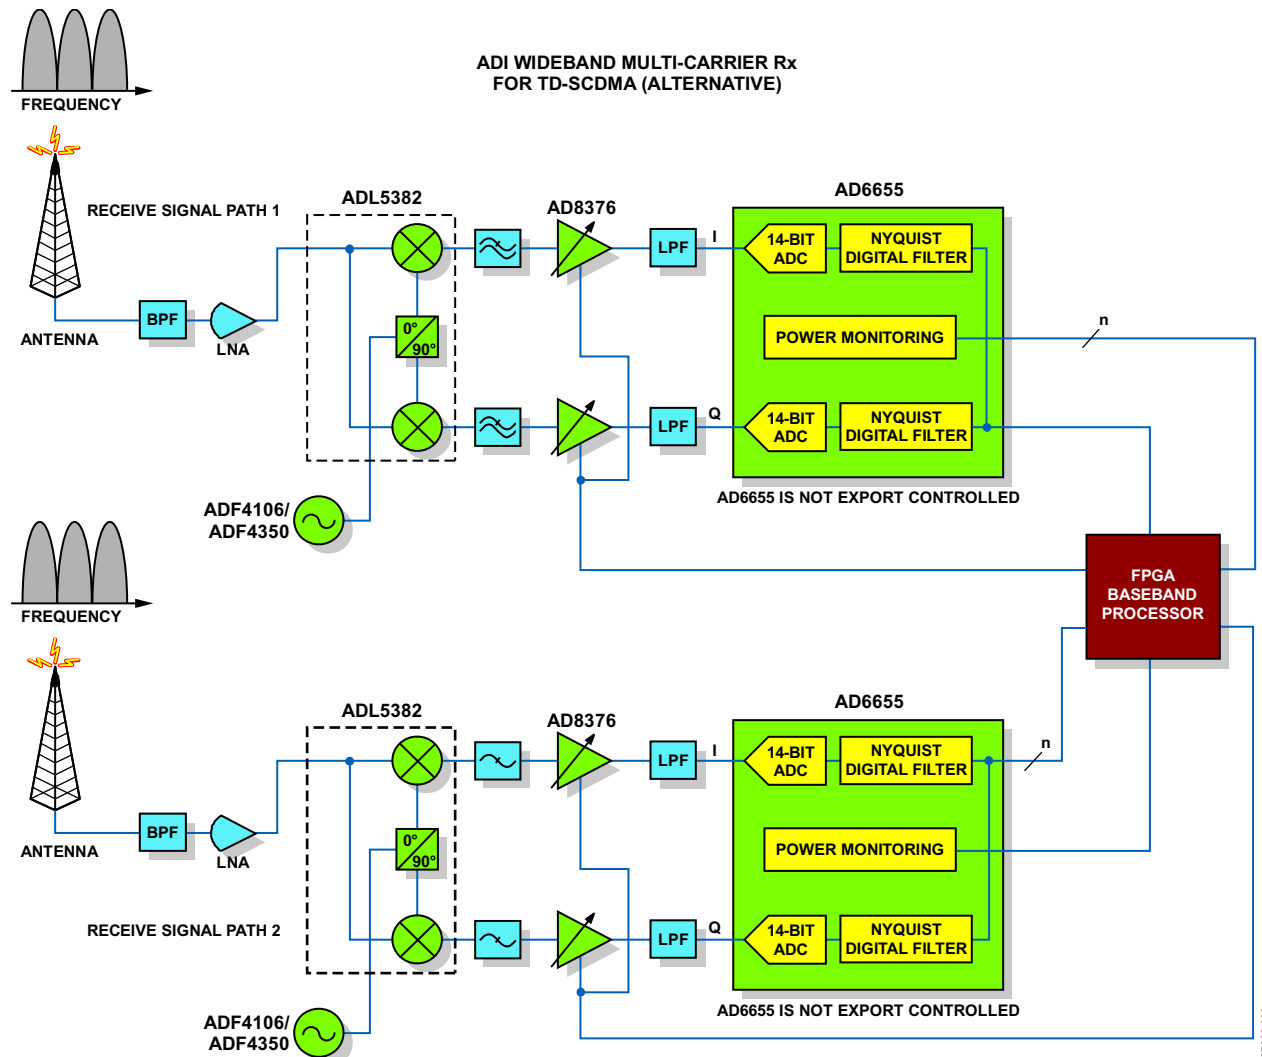 ADI WIDEBAND MULTI-CARRIER Rx
FOR TD-SCDMA (ALTERNATIVE)
FREQUENCY
RECEIVE SIGNAL PATH 1
ANTENNA
BPF
LNA
ADL5382
0°
90°
ADF4106/
ADF4350
AD8376
LPF
I
LPF
Q
AD6655
14-BIT
ADC
NYQUIST
DIGITAL FILTER
POWER MONITORING
14-BIT
ADC
NYQUIST
DIGITAL FILTER
AD6655 IS NOT EXPORT CONTROLLED
n
FPGA
BASEBAND
PROCESSOR
FREQUENCY
ANTENNA
BPF
LNA
RECEIVE SIGNAL PATH 2
ADL5382
0°
90°
ADF4106/
ADF4350
AD8376
LPF
I
LPF
Q
AD6655
14-BIT
ADC
NYQUIST
DIGITAL FILTER
POWER MONITORING
14-BIT
ADC
NYQUIST
DIGITAL FILTER
AD6655 IS NOT EXPORT CONTROLLED
n